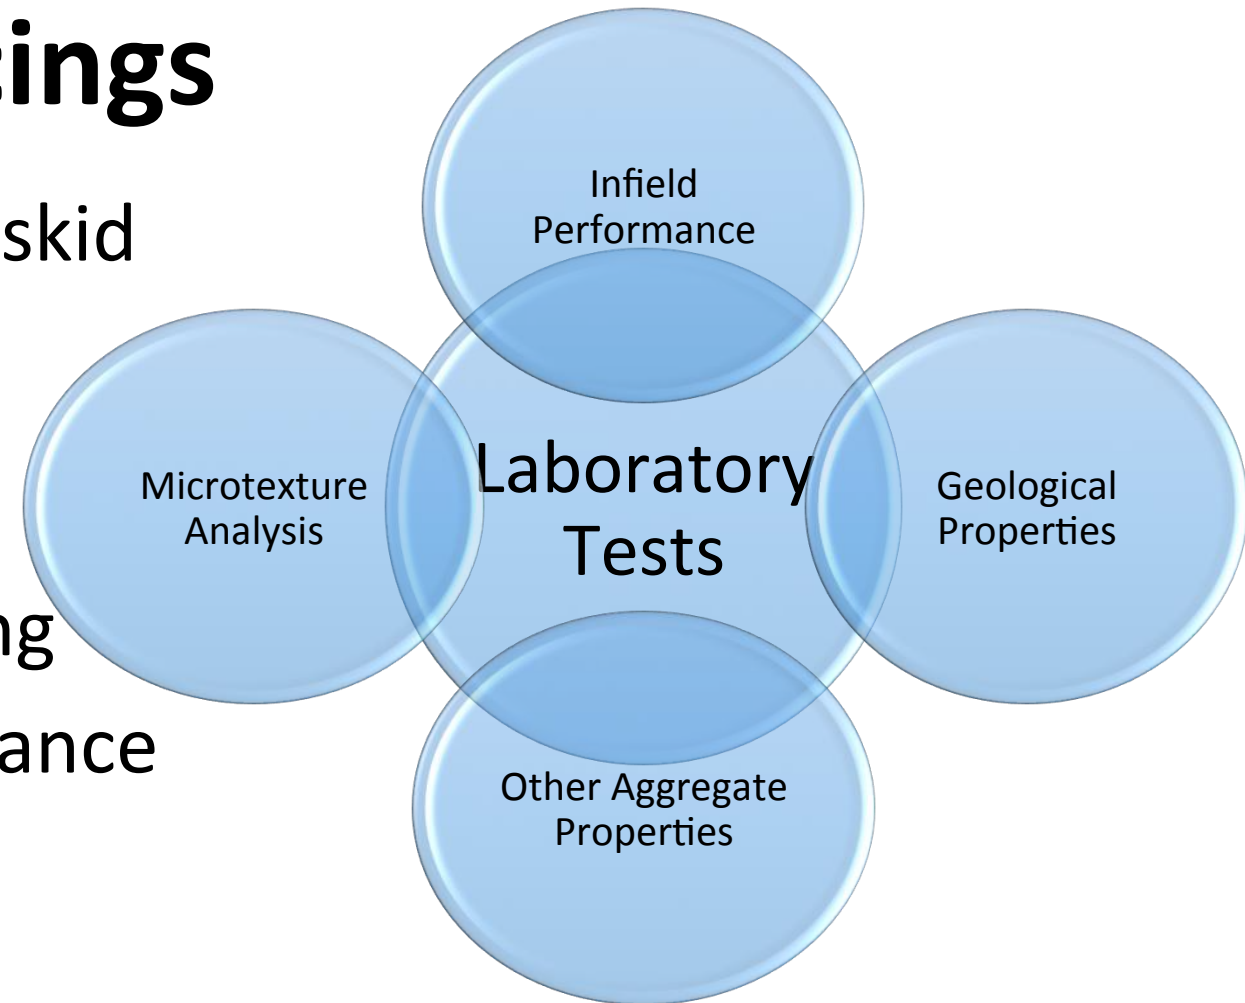 ings
skid
Infield
Performance
Microtexture
Analysis
Laboratory
Tests
Geological
Properties
ng
ance
Other Aggregate
Properties